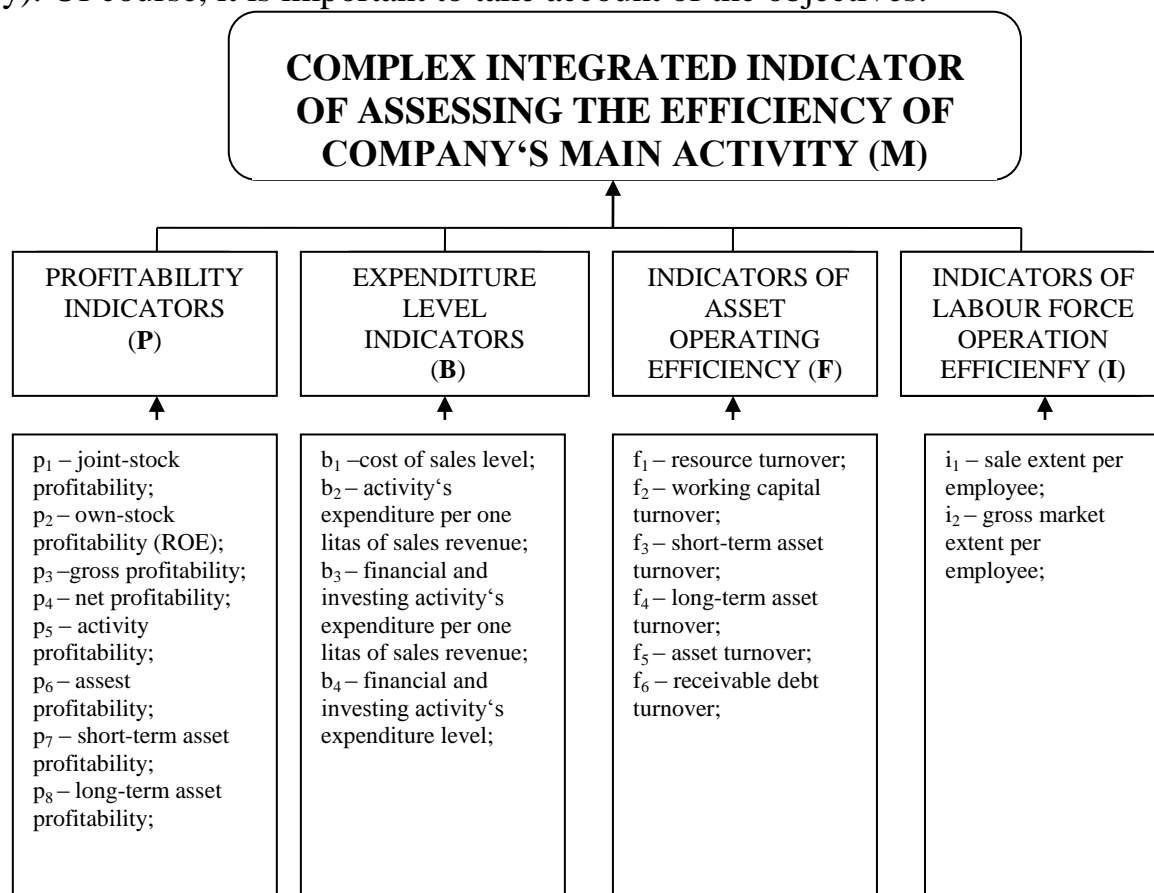 y). Of course, it is important to take account of the objectives.
COMPLEX INTEGRATED INDICATOR
OF ASSESSING THE EFFICIENCY OF
COMPANY‘S MAIN ACTIVITY (M)
PROFITABILITY
INDICATORS
(P)
EXPENDITURE
LEVEL
INDICATORS
(B)
INDICATORS OF
ASSET
OPERATING
EFFICIENCY (F)
INDICATORS OF
LABOUR FORCE
OPERATION
EFFICIENFY (I)
p₁ – joint-stock
profitability;
p₂ – own-stock
profitability (ROE);
p₃ –gross profitability;
p₄ – net profitability;
p₅ – activity
profitability;
p₆ – assest
profitability;
p₇ – short-term asset
profitability;
p₈ – long-term asset
profitability;
b₁ –cost of sales level;
b₂ – activity‘s
expenditure per one
litas of sales revenue;
b₃ – financial and
investing activity‘s
expenditure per one
litas of sales revenue;
b₄ – financial and
investing activity‘s
expenditure level;
f₁ – resource turnover;
f₂ – working capital
turnover;
f₃ – short-term asset
turnover;
f₄ – long-term asset
turnover;
f₅ – asset turnover;
f₆ – receivable debt
turnover;
i₁ – sale extent per
employee;
i₂ – gross market
extent per
employee;